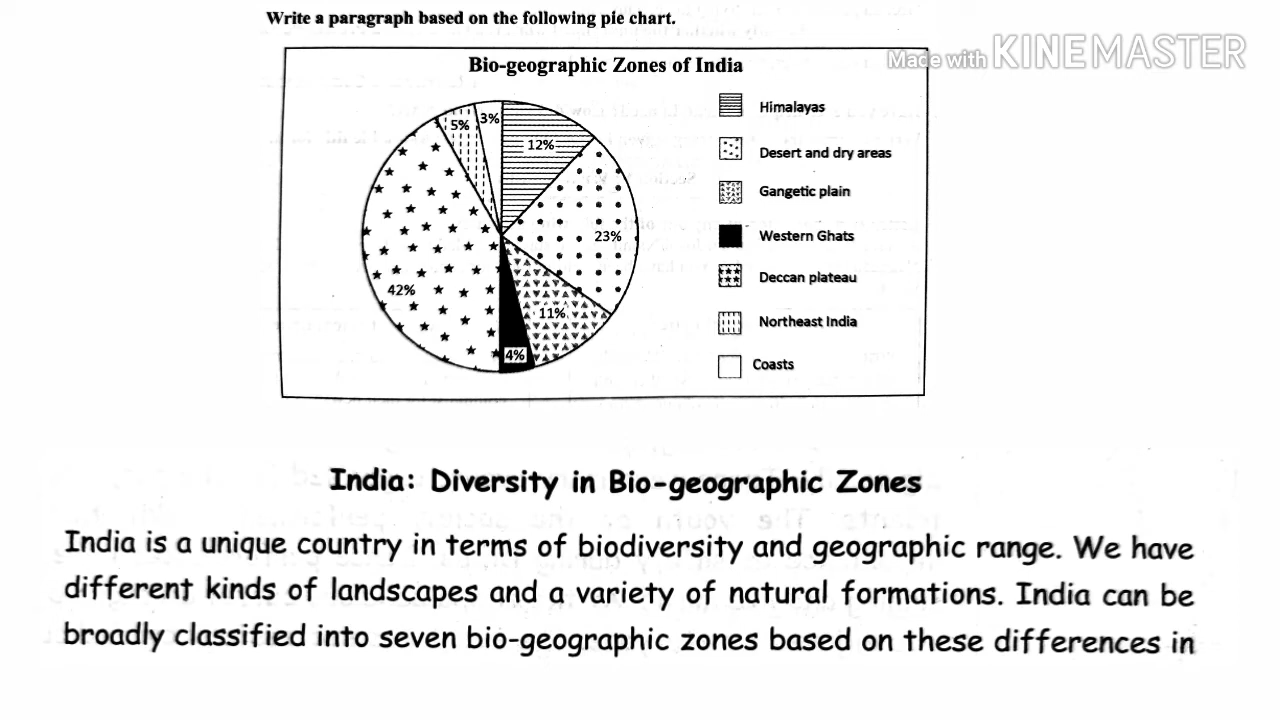 Write a paragraph based on the following pie chart.
Made with KINEMASTER
Bio-geographic Zones of India
3%
5%
12%
23%
42%
11%
4%
Himalayas
Desert and dry areas
Gangetic plain
Western Ghats
Deccan plateau
Northeast India
Coasts
India: Diversity in Bio-geographic Zones
India is a unique country in terms of biodiversity and geographic range. We have
different kinds of landscapes and a variety of natural formations. India can be
broadly classified into seven bio-geographic zones based on these differences in